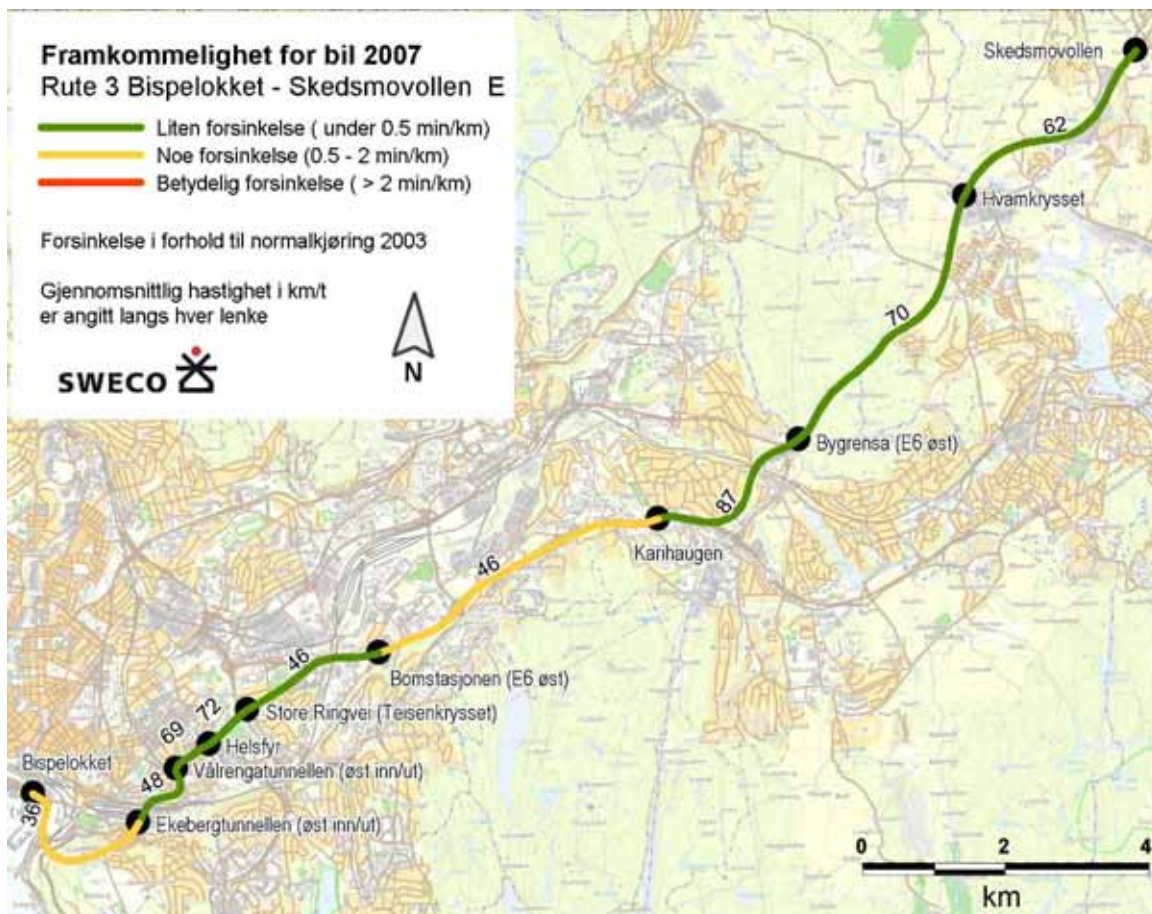 Framkommelighet for bil 2007
Rute 3 Bispelokket - Skedsmovollen E
Liten forsinkelse ( under 0.5 min/km)
Noe forsinkelse (0.5 - 2 min/km)
Betydelig forsinkelse ( > 2 min/km)
Forsinkelse i forhold til normalkjøring 2003
Gjennomsnittlig hastighet i km/t
er angitt langs hver lenke
SWECO
N
Skedsmovollen
62
Hvamkrysset
70
Bygrensa (E6 øst)
87
Karihaugen
46
Bomstasjonen (E6 øst)
46
Store Ringvei (Teisenkrysset)
72
Helsfyr
69
Vålrengatunnellen (øst inn/ut)
48
Ekebergtunnellen (øst inn/ut)
Bispelokket
36
0 2 4
km